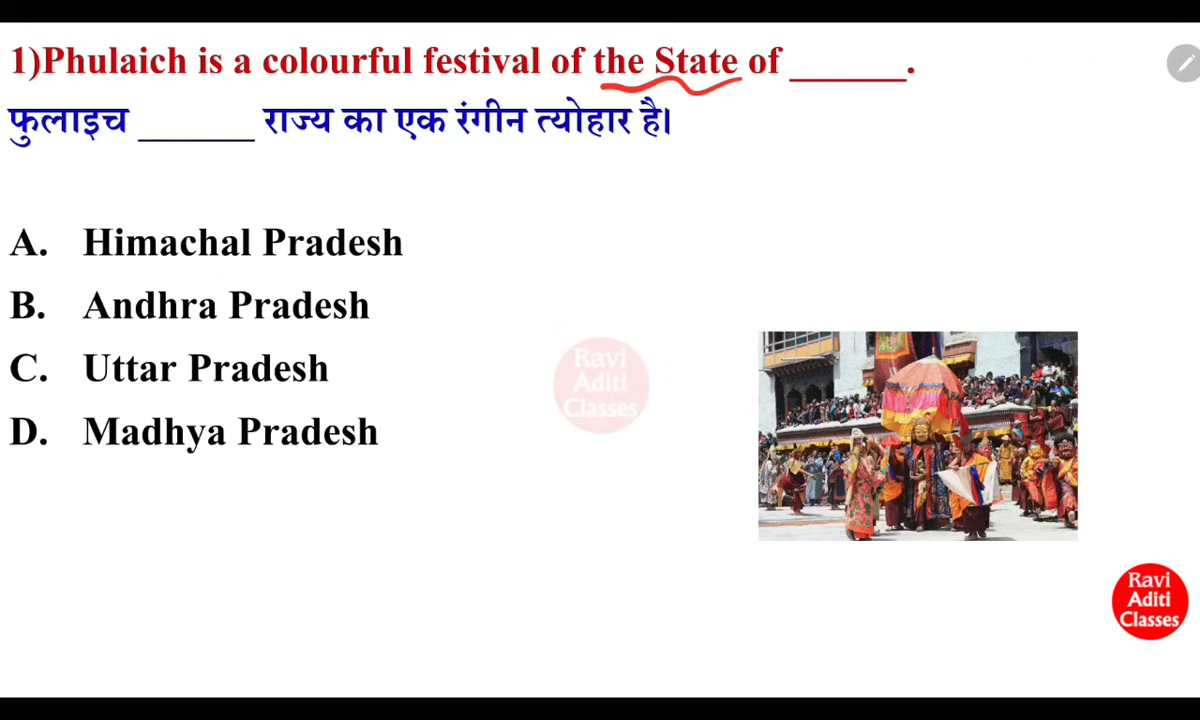 1)Phulaich is a colourful festival of the State of ______.
फुलाइच ______ राज्य का एक रंगीन त्योहार है।
A. Himachal Pradesh
B. Andhra Pradesh
C. Uttar Pradesh
D. Madhya Pradesh
Ravi
Aditi
Classes
Ravi
Aditi
Classes